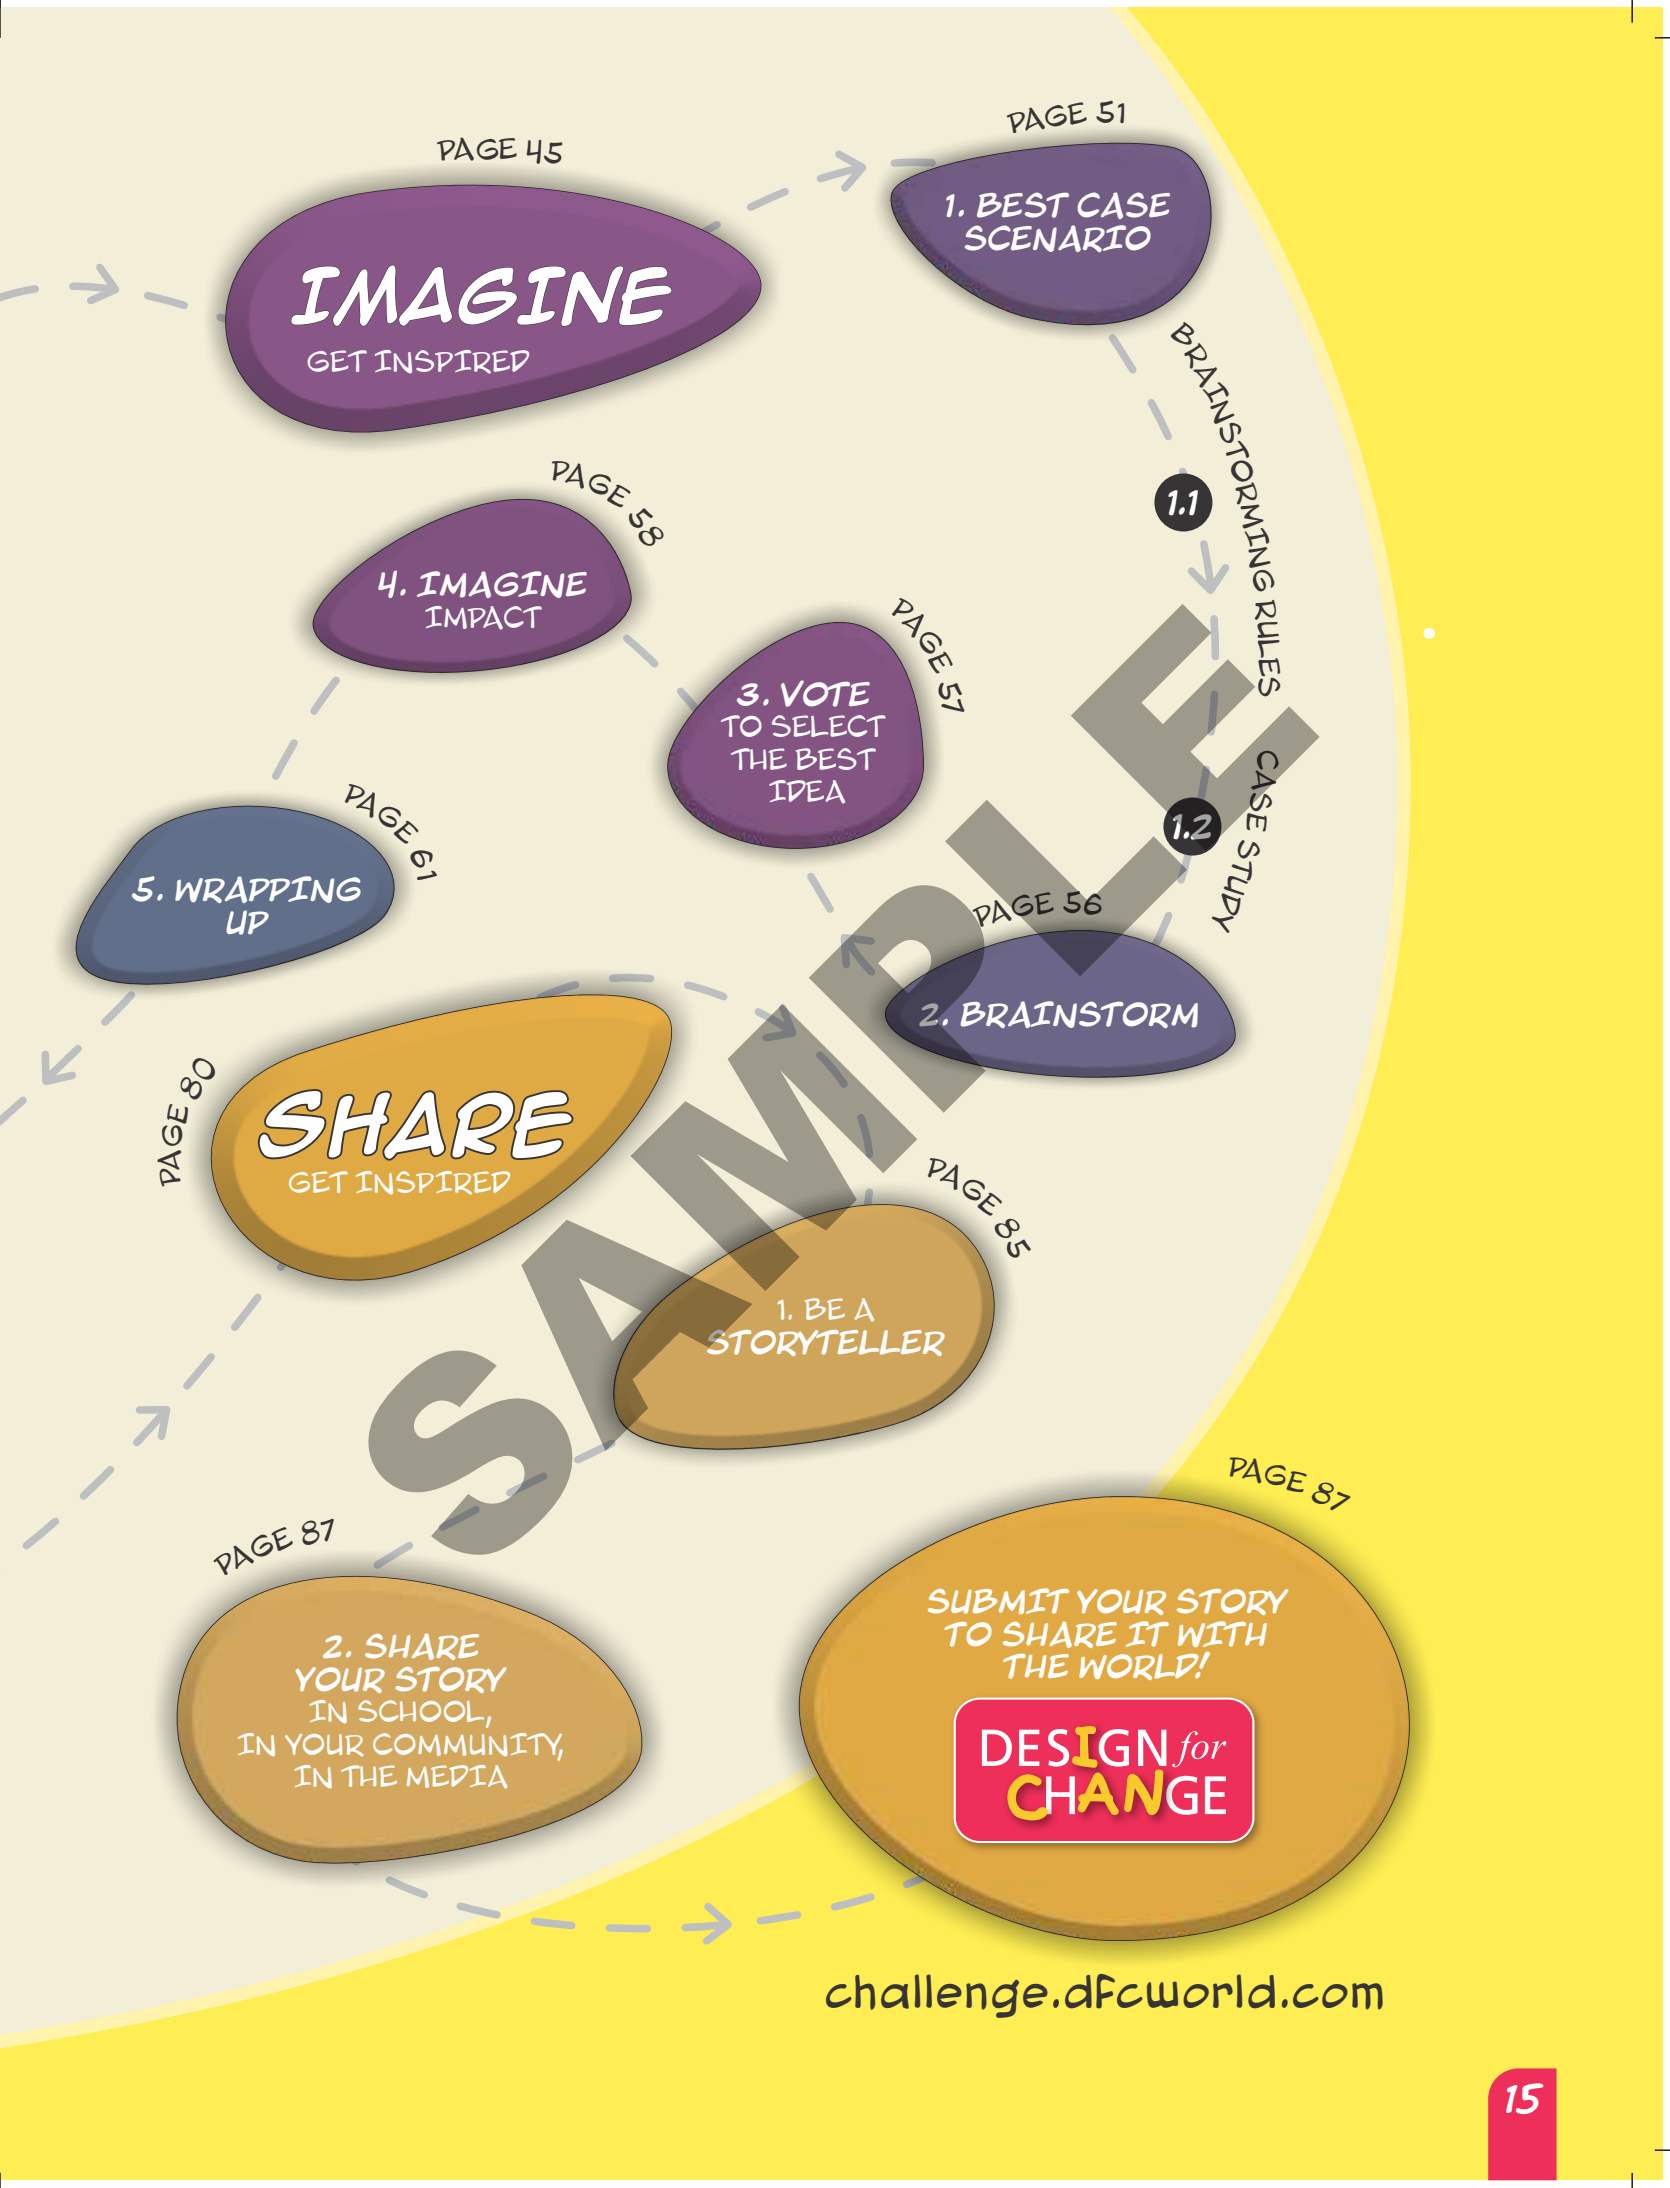 PAGE 45
IMAGINE
GET INSPIRED
PAGE 51
1. BEST CASE
SCENARIO
BRAINSTORMING RULES
1.1
CASE STUDY
1.2
PAGE 56
2. BRAINSTORM
PAGE 57
3. VOTE
TO SELECT
THE BEST
IDEA
PAGE 58
4. IMAGINE
IMPACT
PAGE 61
5. WRAPPING
UP
PAGE 80
SHARE
GET INSPIRED
PAGE 85
1. BE A
STORYTELLER
PAGE 87
2. SHARE
YOUR STORY
IN SCHOOL,
IN YOUR COMMUNITY,
IN THE MEDIA
PAGE 87
SUBMIT YOUR STORY
TO SHARE IT WITH
THE WORLD!
DESIGN for
CHANGE
challenge.dfcworld.com
SAMPLE
15